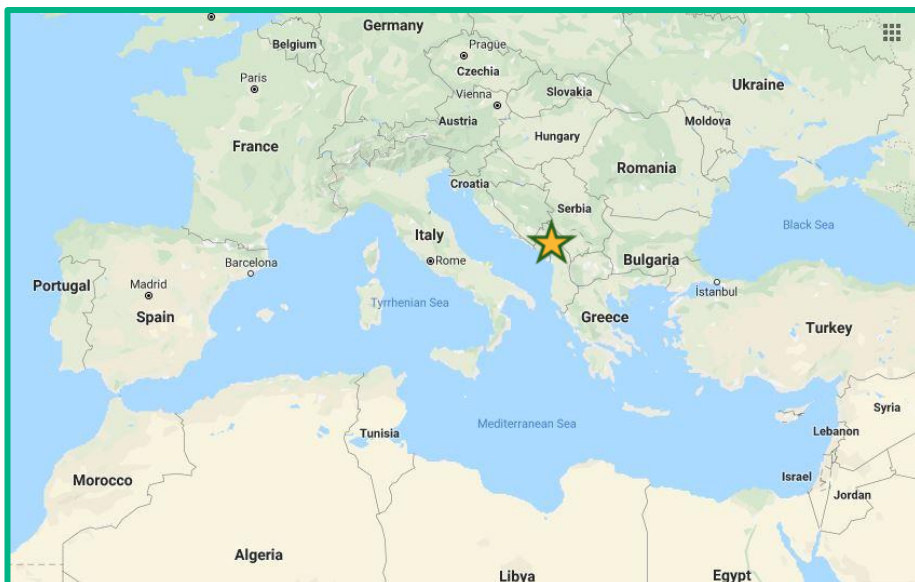 Germany
Belgium
Prague
Paris
Czechia
Ukraine
Slovakia
Vienna
Austria
Moldova
Hungary
France
Romania
Croatia
Serbia
Black Sea
Italy
Barcelona
Rome
Bulgaria
Portugal
Madrid
İstanbul
Spain
Tyrrhenian Sea
Greece
Turkey
Syria
Mediterranean Sea
Lebanon
Tunisia
Israel
Morocco
Jordan
Algeria
Libya
Egypt